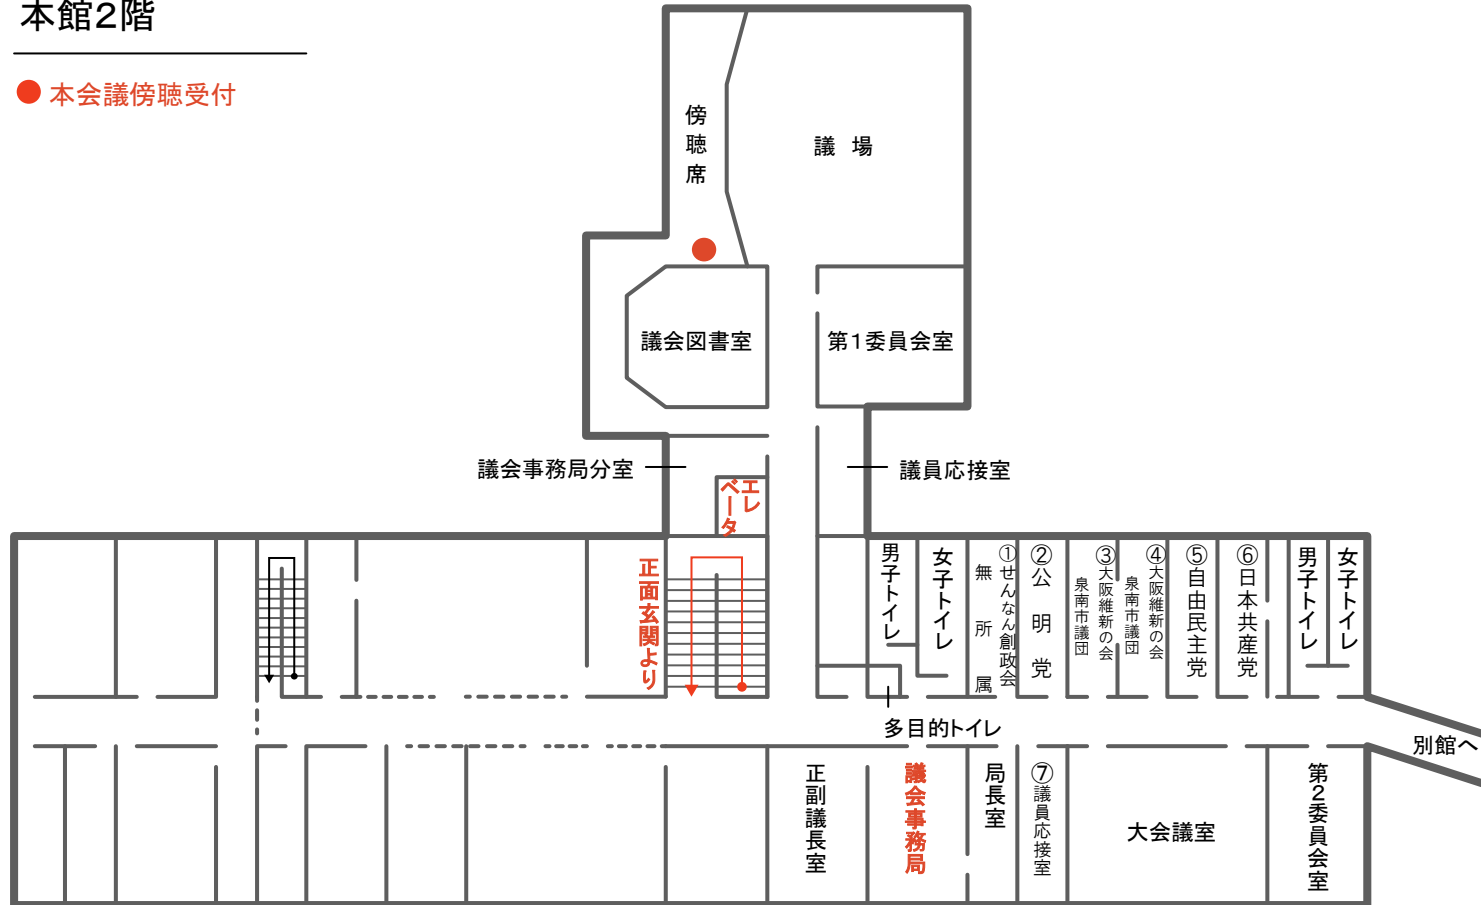 本館2階
本会議傍聴受付
傍聴席
議場
議会図書室
第1委員会室
議会事務局分室
議員応接室
エレベータ
正面玄関より
男子トイレ
女子トイレ
①せんなん創政会
無所属
②公明党
③大阪維新の会
泉南市議団
④大阪維新の会
泉南市議団
⑤自由民主党
⑥日本共産党
男子トイレ
女子トイレ
多目的トイレ
別館へ
正副議長室
議会事務局
局長室
⑦議員応接室
大会議室
第2委員会室